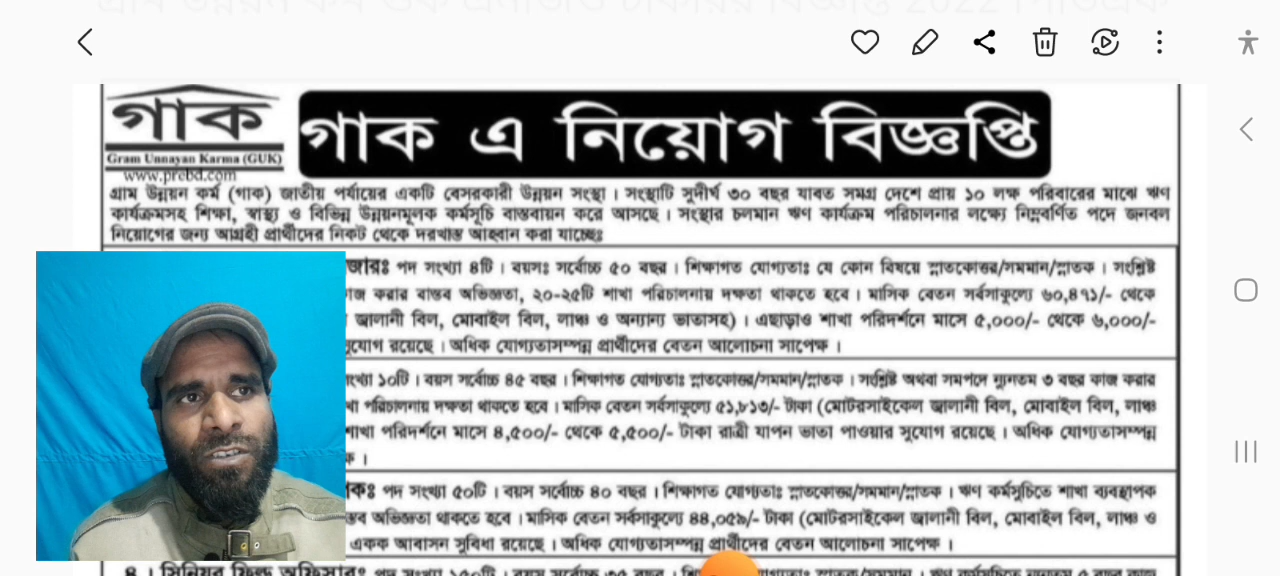 গাক
Gram Unnayan Karma (GUK)
www.prebd.com
গাক এ নিয়োগ বিজ্ঞপ্তি
গ্রাম উন্নয়ন কর্ম (গাক) জাতীয় পর্যায়ের একটি বেসরকারী উন্নয়ন সংস্থা। সংস্থাটি সুদীর্ঘ ৩০ বছর যাবত সমগ্র দেশে প্রায় ১০ লক্ষ পরিবারের মাঝে ঋণ
কার্যক্রমসহ শিক্ষা, স্বাস্থ্য ও বিভিন্ন উন্নয়নমূলক কর্মসূচি বাস্তবায়ন করে আসছে। সংস্থার চলমান ঋণ কার্যক্রম পরিচালনার লক্ষ্যে নিম্নবর্ণিত পদে জনবল
নিয়োগের জন্য আগ্রহী প্রার্থীদের নিকট থেকে দরখাস্ত আহবান করা যাচ্ছেঃ
জারঃ পদ সংখ্যা ৪টি। বয়সঃ সর্বোচ্চ ৫০ বছর। শিক্ষাগত যোগ্যতাঃ যে কোন বিষয়ে স্নাতকোত্তর/সমমান/স্নাতক। সংশ্লিষ্ট
াজ করার বাস্তব অভিজ্ঞতা, ২০-২৫টি শাখা পরিচালনায় দক্ষতা থাকতে হবে। মাসিক বেতন সর্বসাকুল্যে ৬০,৪৭১/- থেকে
জ্বালানী বিল, মোবাইল বিল, লাঞ্চ ও অন্যান্য ভাতাসহ)। এছাড়াও শাখা পরিদর্শনে মাসে ৫,০০০/- থেকে ৬,০০০/-
সুযোগ রয়েছে। অধিক যোগ্যতাসম্পন্ন প্রার্থীদের বেতন আলোচনা সাপেক্ষ।
ংখ্যা ১০টি। বয়স সর্বোচ্চ ৪৫ বছর। শিক্ষাগত যোগ্যতাঃ স্নাতকোত্তর/সমমান/স্নাতক। সংশ্লিষ্ট অথবা সমপদে ন্যুনতম ৩ বছর কাজ করার
খা পরিচালনায় দক্ষতা থাকতে হবে। মাসিক বেতন সর্বসাকুল্যে ৫১,৮১৩/- টাকা (মোটরসাইকেল জ্বালানী বিল, মোবাইল বিল, লাঞ্চ
শাখা পরিদর্শনে মাসে ৪,৫০০/- থেকে ৫,৫০০/- টাকা রাত্রী যাপন ভাতা পাওয়ার সুযোগ রয়েছে। অধিক যোগ্যতাসম্পন্ন
ক্ষ।
কঃ পদ সংখ্যা ৫০টি। বয়স সর্বোচ্চ ৪০ বছর। শিক্ষাগত যোগ্যতাঃ স্নাতকোত্তর/সমমান/স্নাতক। ঋণ কর্মসূচিতে শাখা ব্যবস্থাপক
স্তব অভিজ্ঞতা থাকতে হবে। মাসিক বেতন সর্বসাকুল্যে ৪৪,০৫৯/- টাকা (মোটরসাইকেল জ্বালানী বিল, মোবাইল বিল, লাঞ্চ ও
একক আবাসন সুবিধা রয়েছে। অধিক যোগ্যতাসম্পন্ন প্রার্থীদের বেতন আলোচনা সাপেক্ষ।
৪। সিনিয়র ফিল্ড অফিসারঃ পদ সংখ্যা